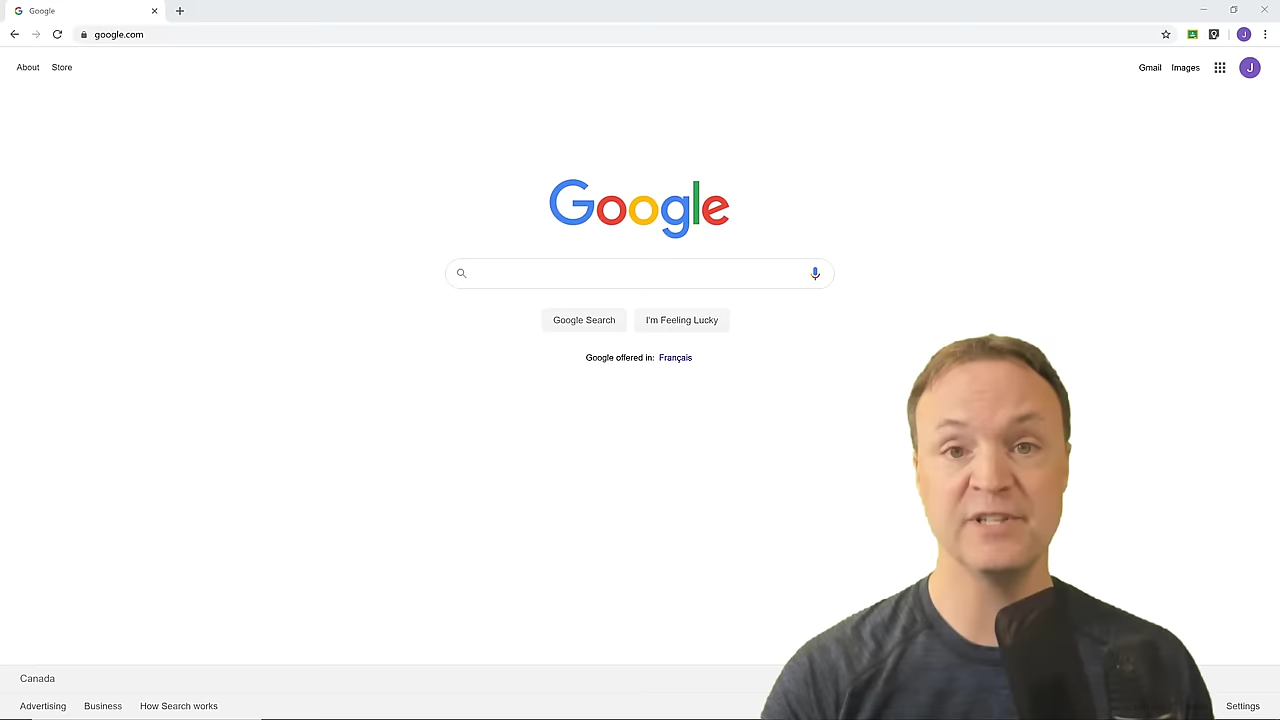 Google
google.com
About Store
Gmail Images J
Google
Google Search I'm Feeling Lucky
Google offered in: Français
Canada
Advertising Business How Search works
Settings